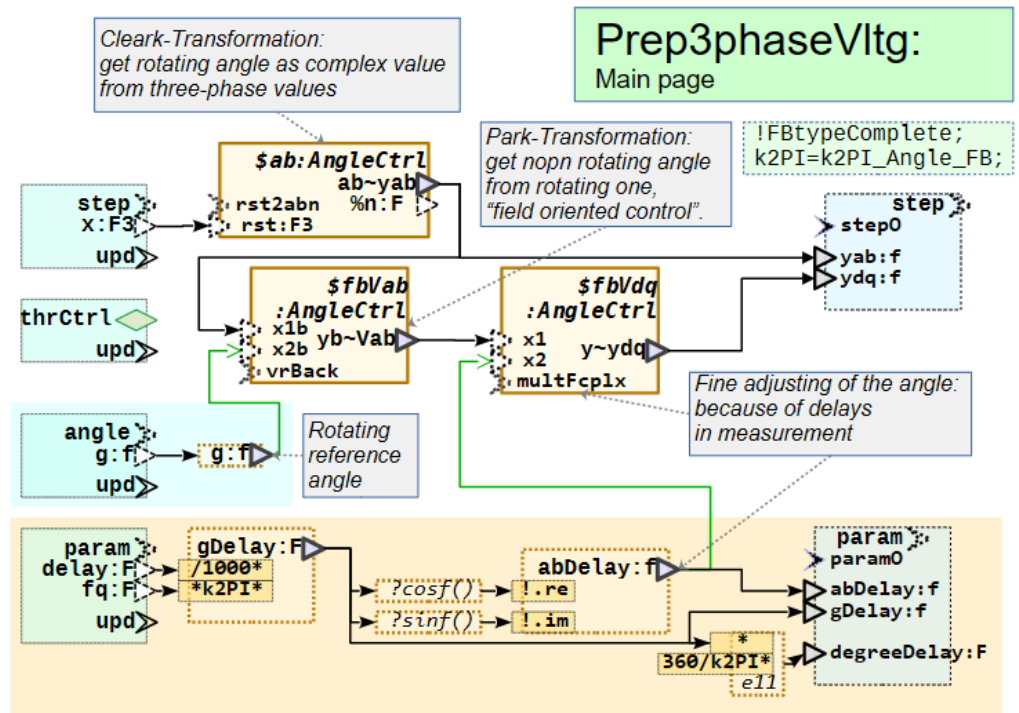 Cleark-Transformation:
get rotating angle as complex value
from three-phase values
Prep3phaseVltg:
Main page
Park-Transformation:
get nopn rotating angle
from rotating one,
“field oriented control”.
!FBtypeComplete;
k2PI=k2PI_Angle_FB;
$ab:AngleCtrl
ab~yab
%n:F
rst2abn
rst:F3
step
x:F3
upd
step
stepO
yab:f
ydq:f
thrCtrl
upd
$fbVab
:AngleCtrl
x1b
yb~Vab
x2b
vrBack
$fbVdq
:AngleCtrl
x1
y~ydq
x2
multFcplx
Fine adjusting of the angle:
because of delays
in measurement
angle
g:f
upd
g:f
Rotating
reference
angle
param
delay:F
fq:F
upd
gDelay:F
/1000*
*k2PI*
?cosf()
?sinf()
abDelay:f
!.re
!.im
*
360/k2PI*
ell
param
paramO
abDelay:f
gDelay:f
degreeDelay:F